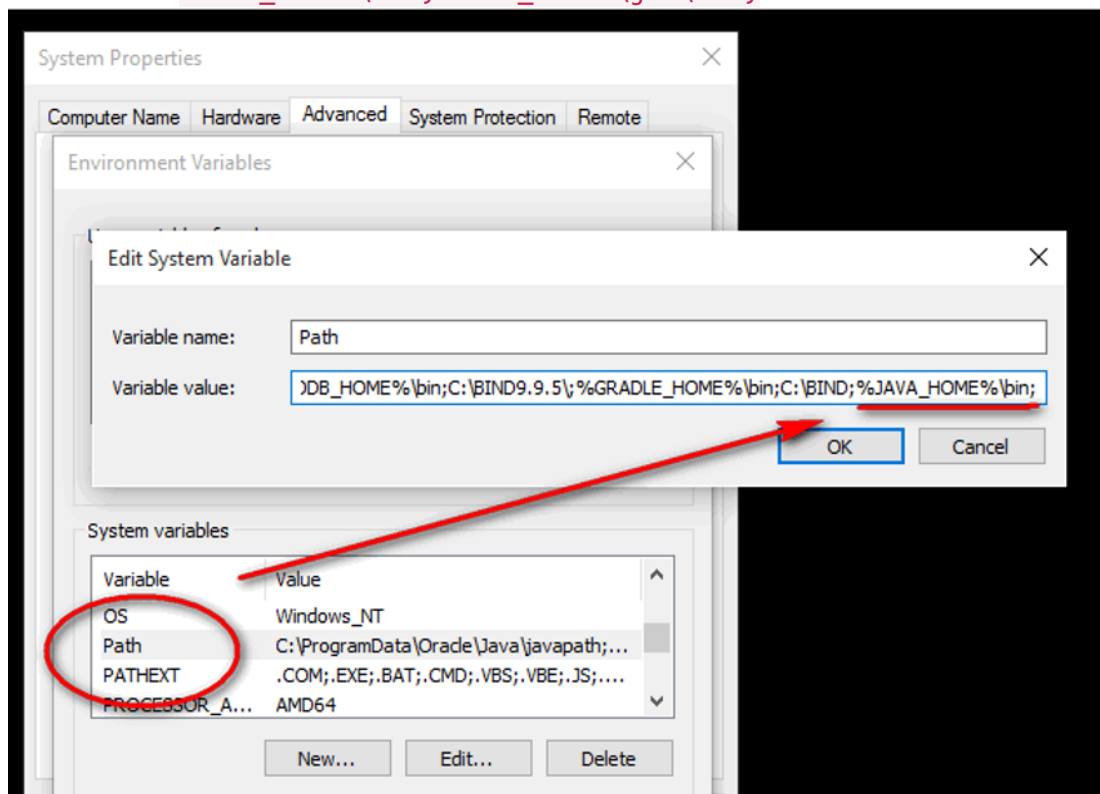 System Properties
Computer Name Hardware Advanced System Protection Remote
Environment Variables
Edit System Variable
Variable name: Path
Variable value: DDB_HOME%\bin;C:\BIND9.9.5\;%GRADLE_HOME%\bin;C:\BIND;%JAVA_HOME%\bin;
OK Cancel
System variables
Variable Value
OS Windows_NT
Path C:\ProgramData\Oracle\Java\javapath;...
PATHEXT .COM;.EXE;.BAT;.CMD;.VBS;.VBE;.JS;....
PROCESSOR_A... AMD64
New... Edit... Delete